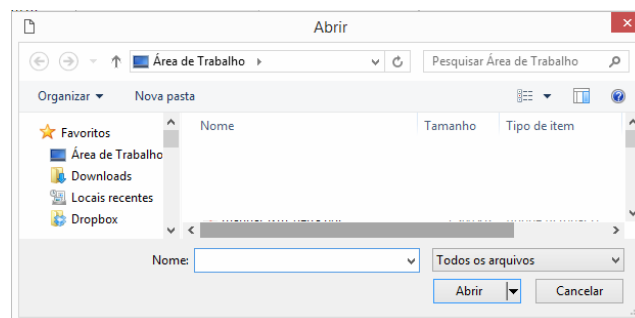 Abrir
Área de Trabalho
Pesquisar Área de Trabalho
Organizar
Nova pasta
Favoritos
Área de Trabalho
Downloads
Locais recentes
Dropbox
Nome
Tamanho
Tipo de item
Nome:
Todos os arquivos
Abrir
Cancelar